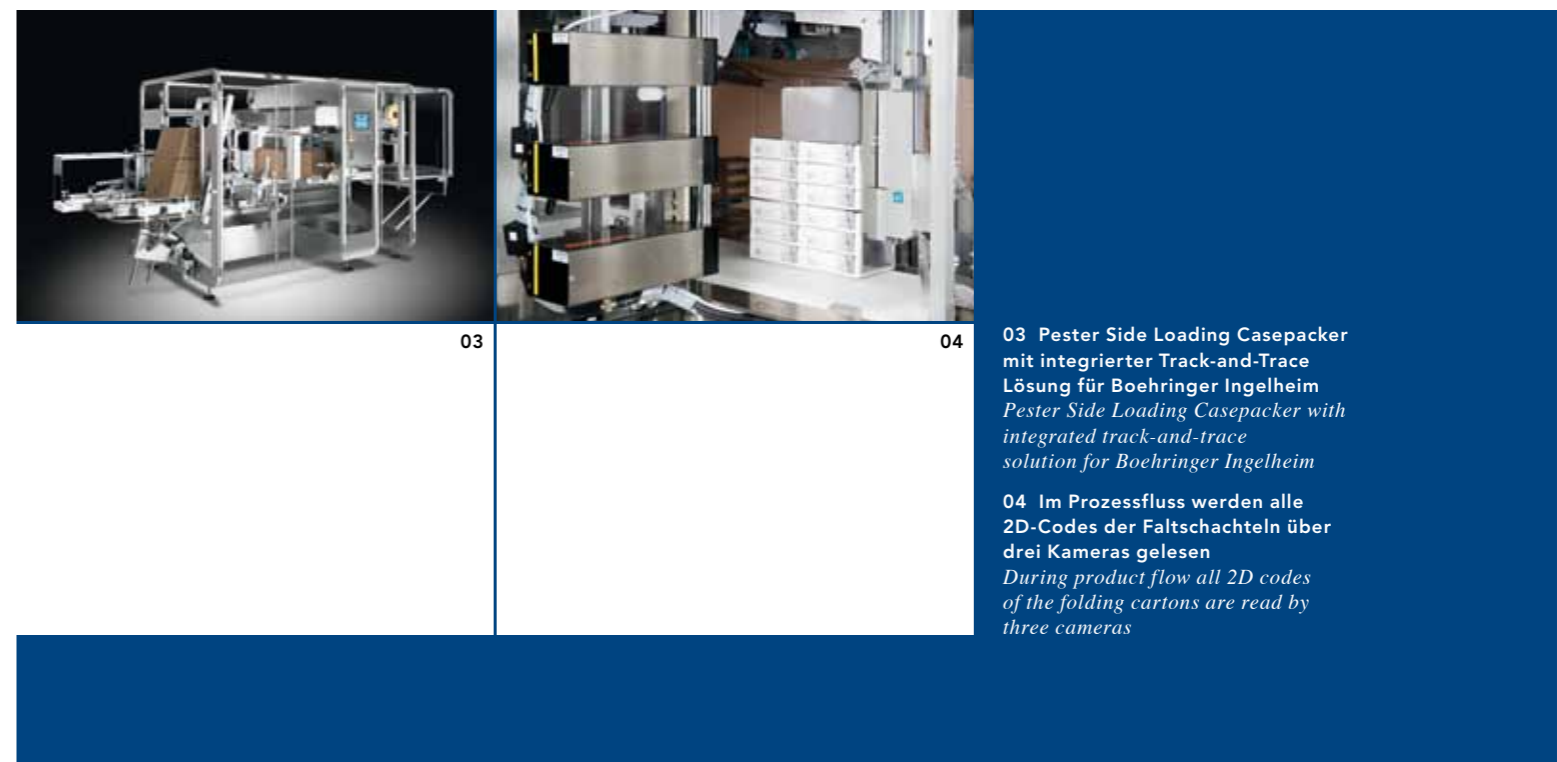 03
04
03 Pester Side Loading Casepacker
mit integrierter Track-and-Trace
Lösung für Boehringer Ingelheim
Pester Side Loading Casepacker with
integrated track-and-trace
solution for Boehringer Ingelheim
04 Im Prozessfluss werden alle
2D-Codes der Faltschachteln über
drei Kameras gelesen
During product flow all 2D codes
of the folding cartons are read by
three cameras